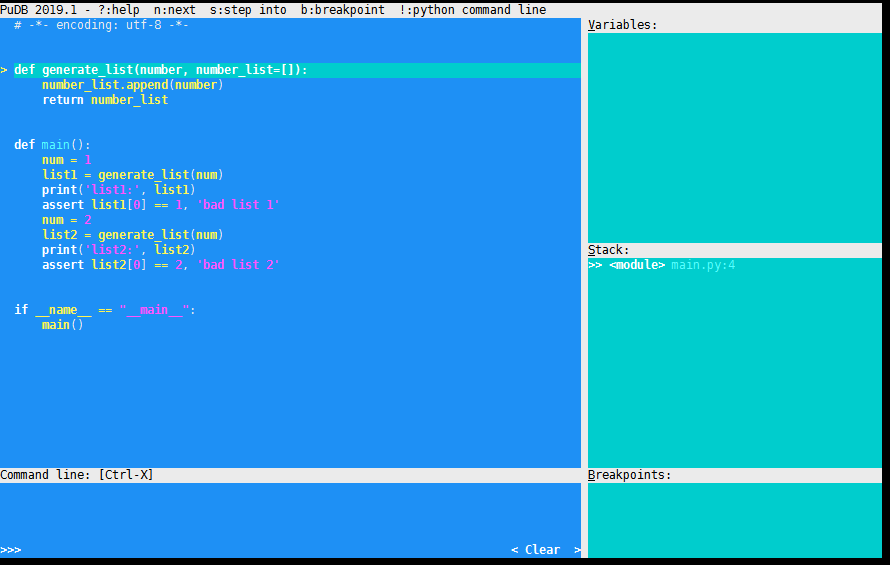 PuDB 2019.1 - ?:help  n:next  s:step into  b:breakpoint  !:python command line
# -*- encoding: utf-8 -*-
> def generate_list(number, number_list=[]):
      number_list.append(number)
      return number_list
  def main():
      num = 1
      list1 = generate_list(num)
      print('list1:', list1)
      assert list1[0] == 1, 'bad list 1'
      num = 2
      list2 = generate_list(num)
      print('list2:', list2)
      assert list2[0] == 2, 'bad list 2'
  if __name__ == "__main__":
      main()
Command line: [Ctrl-X]
>>>
< Clear  >
Variables:
Stack:
>> <module> main.py:4
Breakpoints: